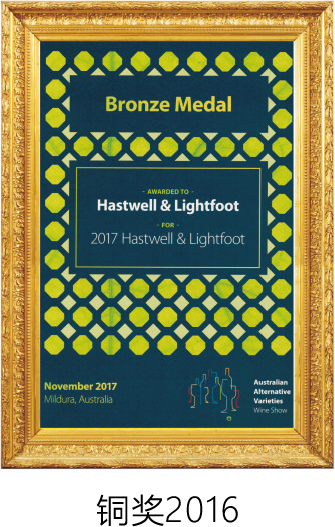 Bronze Medal
- AWARDED TO -
Hastwell & Lightfoot
- FOR -
2017 Hastwell & Lightfoot
November 2017
Mildura, Australia
Australian
Alternative
Varieties
Wine Show
铜奖2016